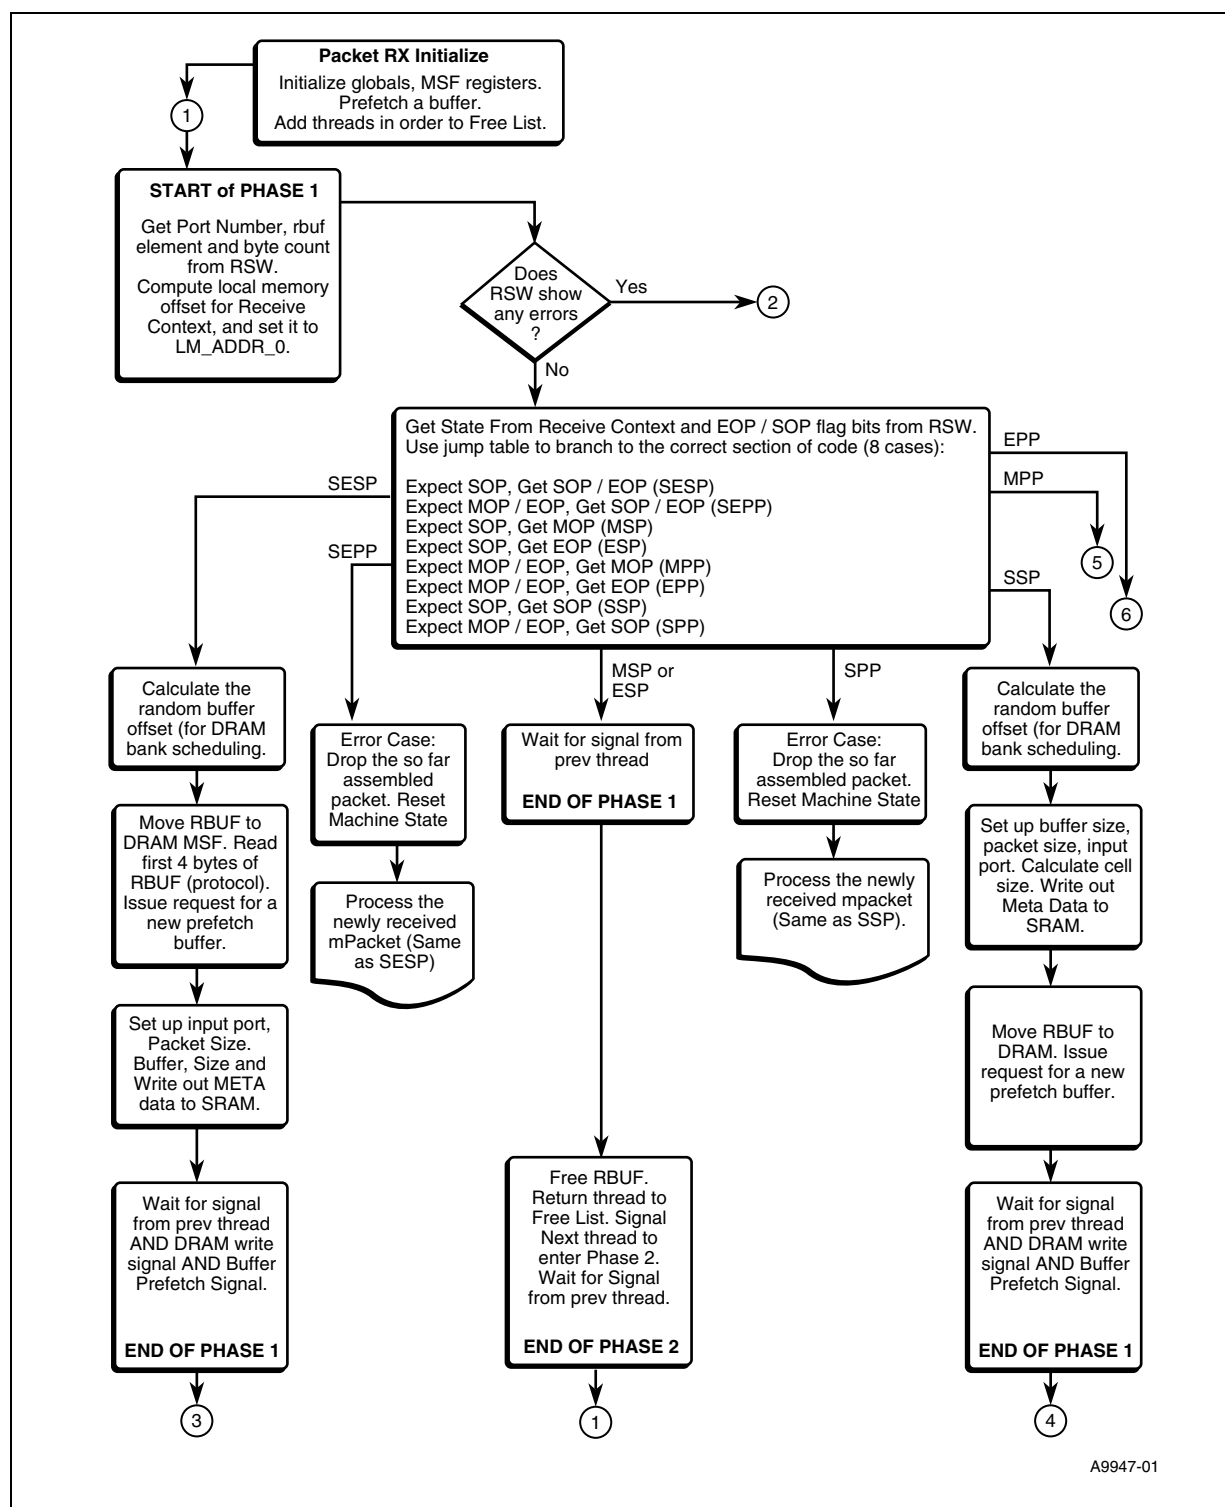 Packet RX Initialize
Initialize globals, MSF registers.
Prefetch a buffer.
Add threads in order to Free List.
1
START of PHASE 1
Get Port Number, rbuf
element and byte count
from RSW.
Compute local memory
offset for Receive
Context, and set it to
LM_ADDR_0.
Does
RSW show
any errors
?
Yes
2
No
Get State From Receive Context and EOP / SOP flag bits from RSW.
Use jump table to branch to the correct section of code (8 cases):
Expect SOP, Get SOP / EOP (SESP)
Expect MOP / EOP, Get SOP / EOP (SEPP)
Expect SOP, Get MOP (MSP)
Expect SOP, Get EOP (ESP)
Expect MOP / EOP, Get MOP (MPP)
Expect MOP / EOP, Get EOP (EPP)
Expect SOP, Get SOP (SSP)
Expect MOP / EOP, Get SOP (SPP)
EPP
MPP
SESP
SEPP
5
SSP
6
MSP or
ESP
SPP
Calculate the
random buffer
offset (for DRAM
bank scheduling.
Move RBUF to
DRAM MSF. Read
first 4 bytes of
RBUF (protocol).
Issue request for a
new prefetch
buffer.
Set up input port,
Packet Size.
Buffer, Size and
Write out META
data to SRAM.
Wait for signal
from prev thread
AND DRAM write
signal AND Buffer
Prefetch Signal.
END OF PHASE 1
3
Error Case:
Drop the so far
assembled
packet. Reset
Machine State
Process the
newly received
mPacket (Same
as SESP)
Wait for signal from
prev thread
END OF PHASE 1
Free RBUF.
Return thread to
Free List. Signal
Next thread to
enter Phase 2.
Wait for Signal
from prev thread.
END OF PHASE 2
1
Error Case:
Drop the so far
assembled packet.
Reset Machine State
Process the newly
received mpacket
(Same as SSP).
Calculate the
random buffer
offset (for DRAM
bank scheduling.
Set up buffer size,
packet size, input
port. Calculate cell
size. Write out
Meta Data to
SRAM.
Move RBUF to
DRAM. Issue
request for a new
prefetch buffer.
Wait for signal
from prev thread
AND DRAM write
signal AND Buffer
Prefetch Signal.
END OF PHASE 1
4
A9947-01